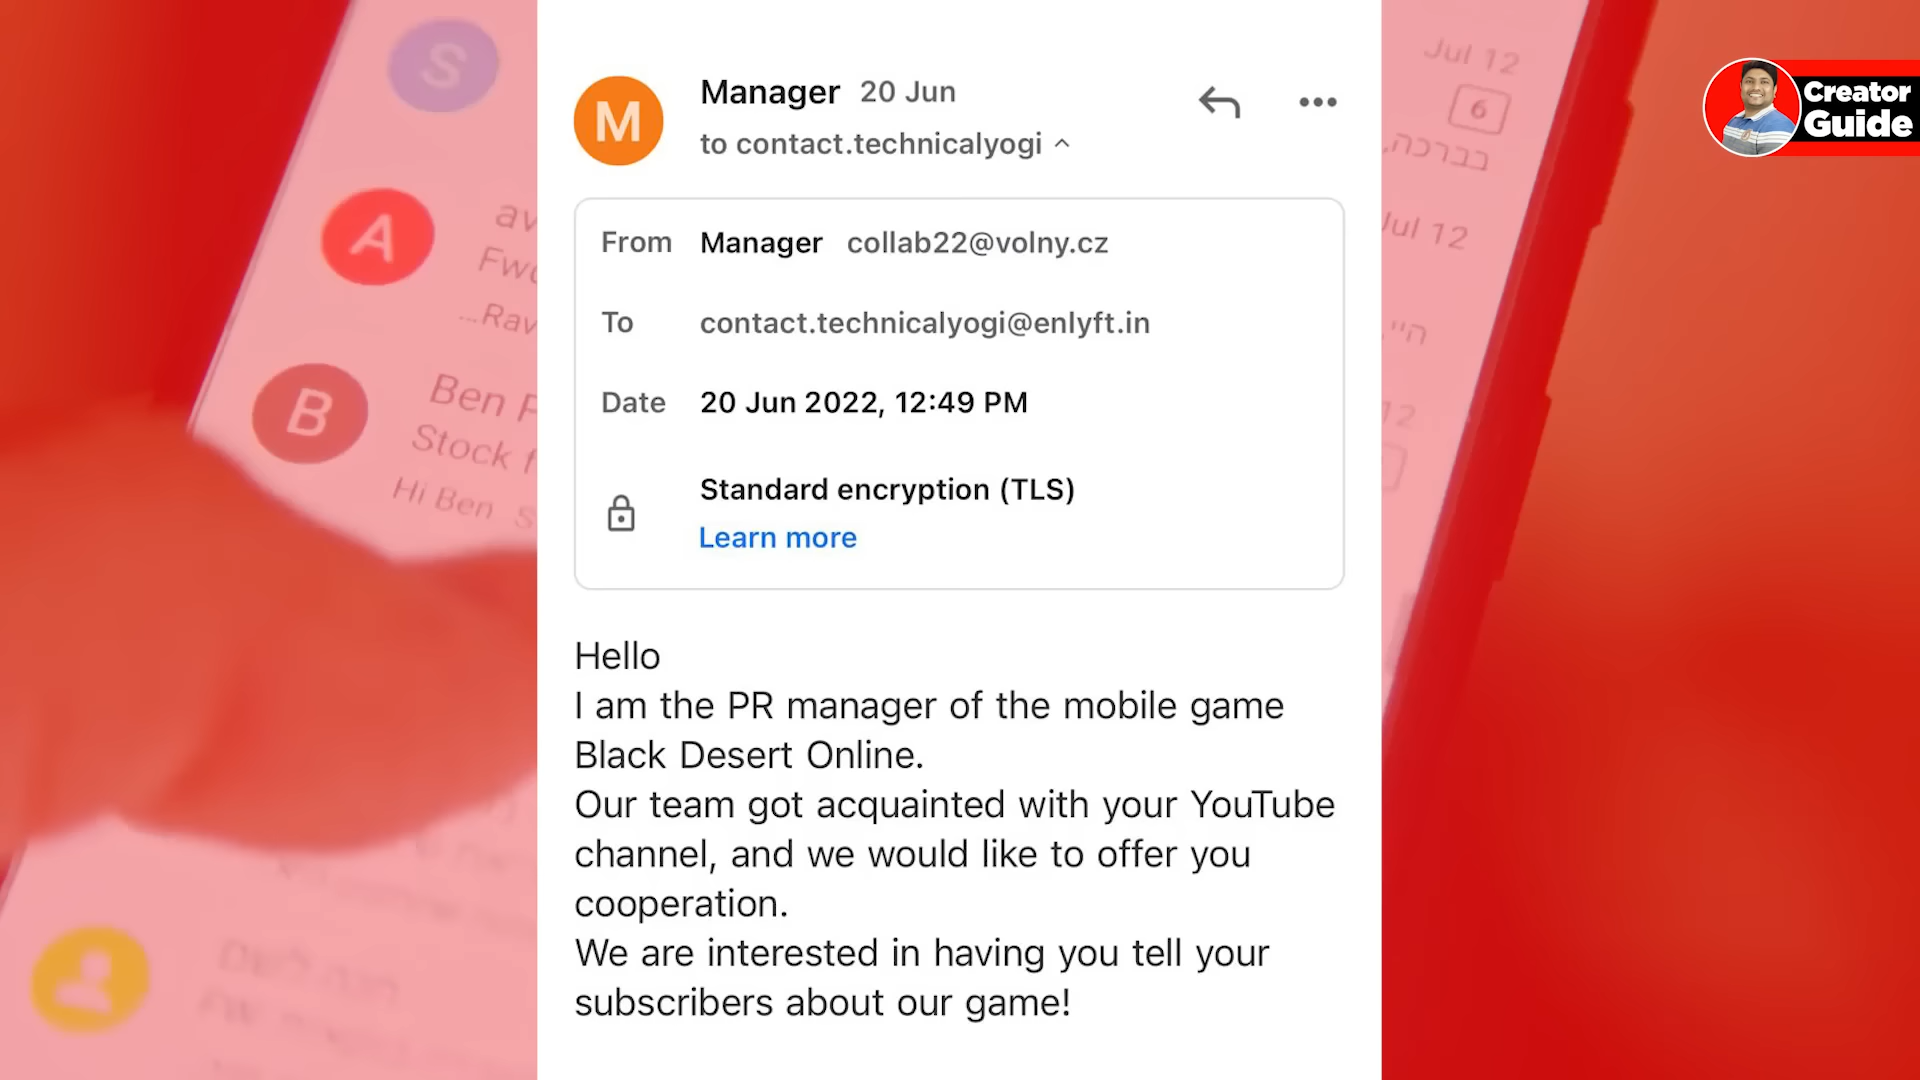 S
Jul 12
6
בברכה,
Creator
Guide
M
Manager 20 Jun
to contact.technicalyogi
A
Jul 12
From Manager collab22@volny.cz
To contact.technicalyogi@enlyft.in
היי,
B
Date 20 Jun 2022, 12:49 PM
12
Stock
Hi Ben
Standard encryption (TLS)
Learn more
Hello
I am the PR manager of the mobile game
Black Desert Online.
Our team got acquainted with your YouTube
channel, and we would like to offer you
cooperation.
We are interested in having you tell your
subscribers about our game!